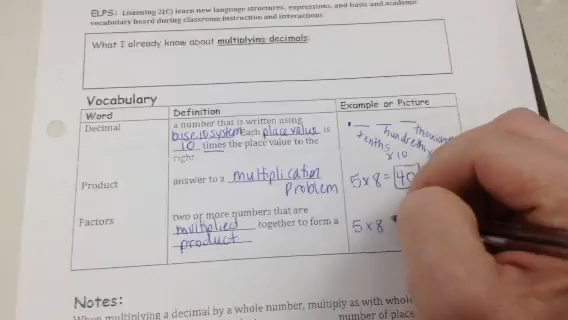 ELPS: Listening 2(C) learn new language structures, expressions, and basic and academic
vocabulary heard during classroom instruction and interactions
What I already know about multiplying decimals:
Vocabulary
Word Definition Example or Picture
Decimal a number that is written using
base 10 system. Each place value is
10 times the place value to the
right.
. tenths hundredths
x10
Product answer to a multiplication
problem
5x8=40
Factors two or more numbers that are
multiplied together to form a
product
5x8
Notes:
When multiplying a decimal by a whole number, multiply as with whole
number of place